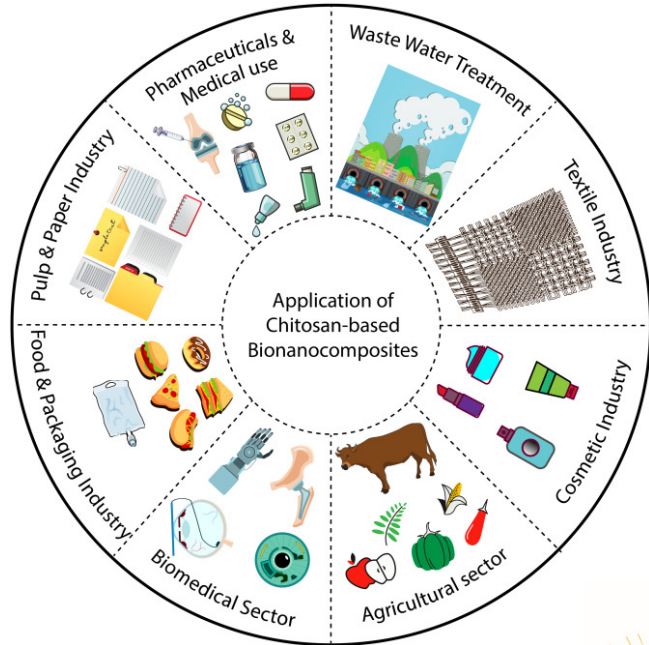 Application of
Chitosan-based
Bionanocomposites
Pharmaceuticals &
Medical use
Waste Water Treatment
Textile Industry
Cosmetic Industry
Agricultural sector
Biomedical Sector
Food & Packaging Industry
Pulp & Paper Industry